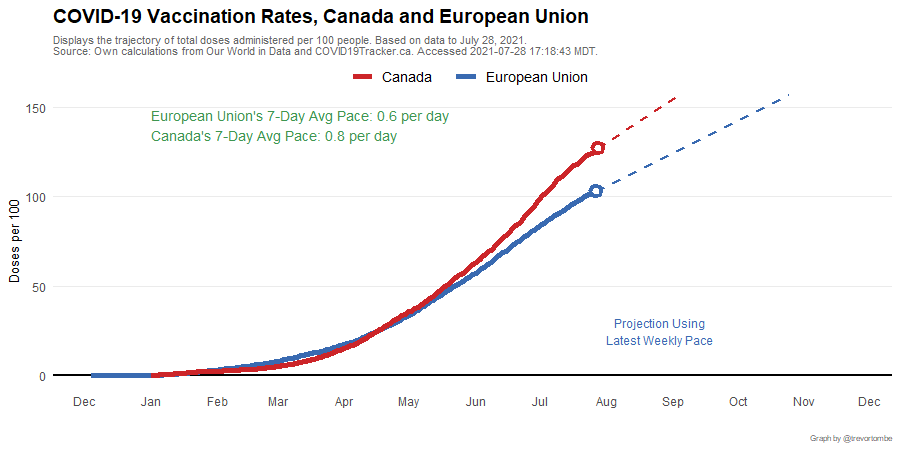 COVID-19 Vaccination Rates, Canada and European Union
Displays the trajectory of total doses administered per 100 people. Based on data to July 28, 2021.
Source: Own calculations from Our World in Data and COVID19Tracker.ca. Accessed 2021-07-28 17:18:43 MDT.
Canada
European Union
European Union's 7-Day Avg Pace: 0.6 per day
Canada's 7-Day Avg Pace: 0.8 per day
Doses per 100
150
100
50
0
Projection Using
Latest Weekly Pace
Dec Jan Feb Mar Apr May Jun Jul Aug Sep Oct Nov Dec
Graph by @trevortombe